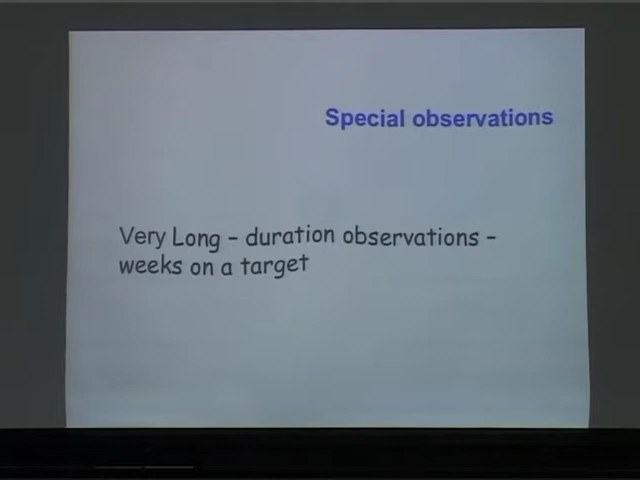 Special observations
Very Long – duration observations –
weeks on a target